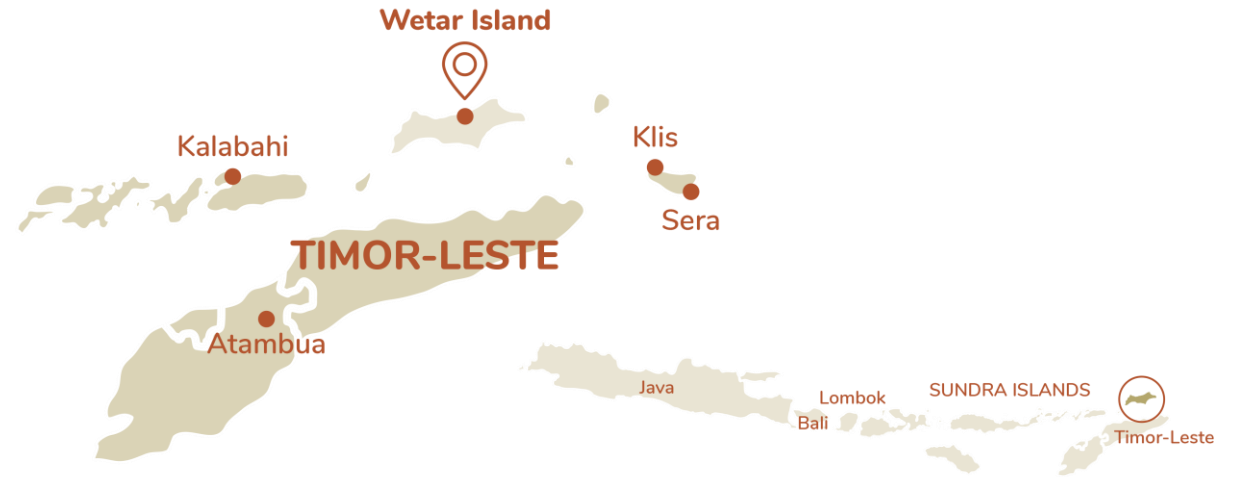 Wetar Island
Kalabahi
Klis
Sera
TIMOR-LESTE
Atambua
Java
Lombok
SUNDRA ISLANDS
Bali
Timor-Leste